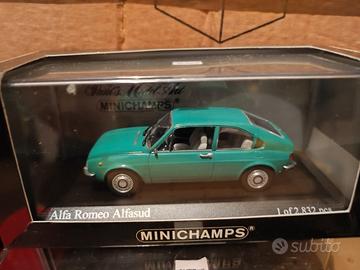 MINICHAMPS
Alfa Romeo Alfasud
1 of 2.832 pcs.
MINICHAMPS
subito